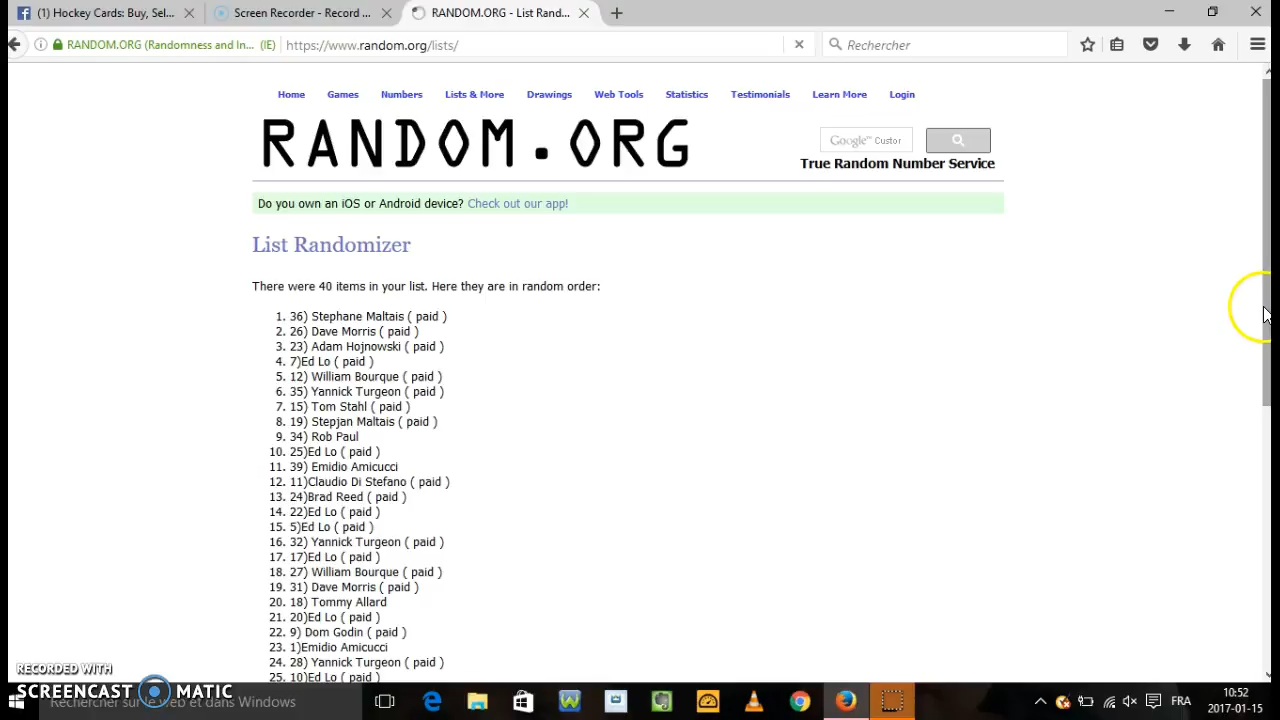 (1) Hockey Cards: Buy, Sel...
Screen Recorder - Record ...
RANDOM.ORG - List Rand...
RANDOM.ORG (Randomness and In... (IE)
https://www.random.org/lists/
Rechercher
Home Games Numbers Lists & More Drawings Web Tools Statistics Testimonials Learn More Login
RANDOM.ORG
Google™ Custor
True Random Number Service
Do you own an iOS or Android device? Check out our app!
List Randomizer
There were 40 items in your list. Here they are in random order:
1. 36) Stephane Maltais ( paid )
2. 26) Dave Morris ( paid )
3. 23) Adam Hojnowski ( paid )
4. 7)Ed Lo ( paid )
5. 12) William Bourque ( paid )
6. 35) Yannick Turgeon ( paid )
7. 15) Tom Stahl ( paid )
8. 19) Stepjan Maltais ( paid )
9. 34) Rob Paul
10. 25)Ed Lo ( paid )
11. 39) Emidio Amicucci
12. 11)Claudio Di Stefano ( paid )
13. 24)Brad Reed ( paid )
14. 22)Ed Lo ( paid )
15. 5)Ed Lo ( paid )
16. 32) Yannick Turgeon ( paid )
17. 17)Ed Lo ( paid )
18. 27) William Bourque ( paid )
19. 31) Dave Morris ( paid )
20. 18) Tommy Allard
21. 20)Ed Lo ( paid )
22. 9) Dom Godin ( paid )
23. 1)Emidio Amicucci
24. 28) Yannick Turgeon ( paid )
25. 10)Ed Lo ( paid )
RECORDED WITH
SCREENCAST MATIC
Rechercher sur le web et dans Windows
FRA
10:52
2017-01-15